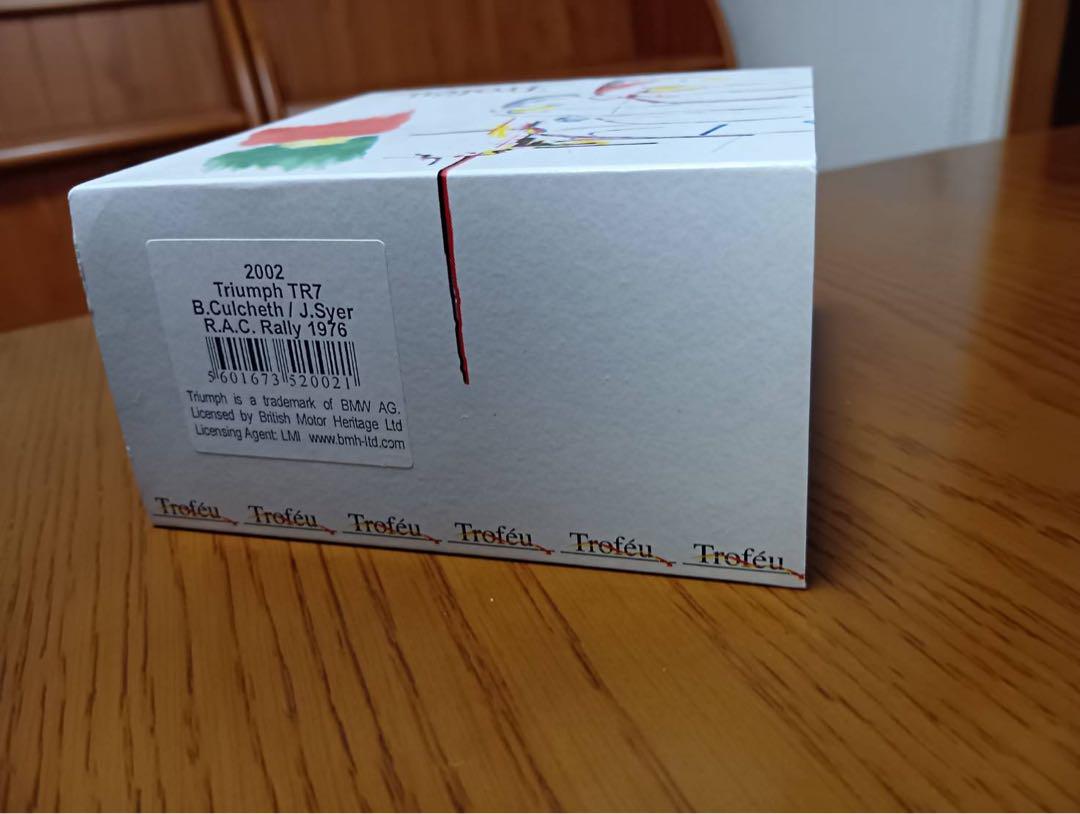 2002
Triumph TR7
B.Culcheth / J.Syer
R.A.C. Rally 1976
5 601673 520021
Triumph is a trademark of BMW AG.
Licensed by British Motor Heritage Ltd
Licensing Agent: LMI www.bmh-ltd.com
Troféu Troféu Troféu Troféu Troféu Troféu